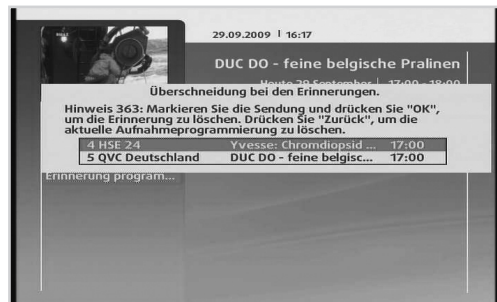 29.09.2009 | 16:17
DUC DO - feine belgische Pralinen
Heute 29 September | 17:00 - 18:00
Überschneidung bei den Erinnerungen.
Hinweis 363: Markieren Sie die Sendung und drücken Sie "OK",
um die Erinnerung zu löschen. Drücken Sie "Zurück", um die
aktuelle Aufnahmeprogrammierung zu löschen.
4 HSE 24 Yvesse: Chromdiopsid ... 17:00
5 QVC Deutschland DUC DO - feine belgisc... 17:00
Erinnerung program...